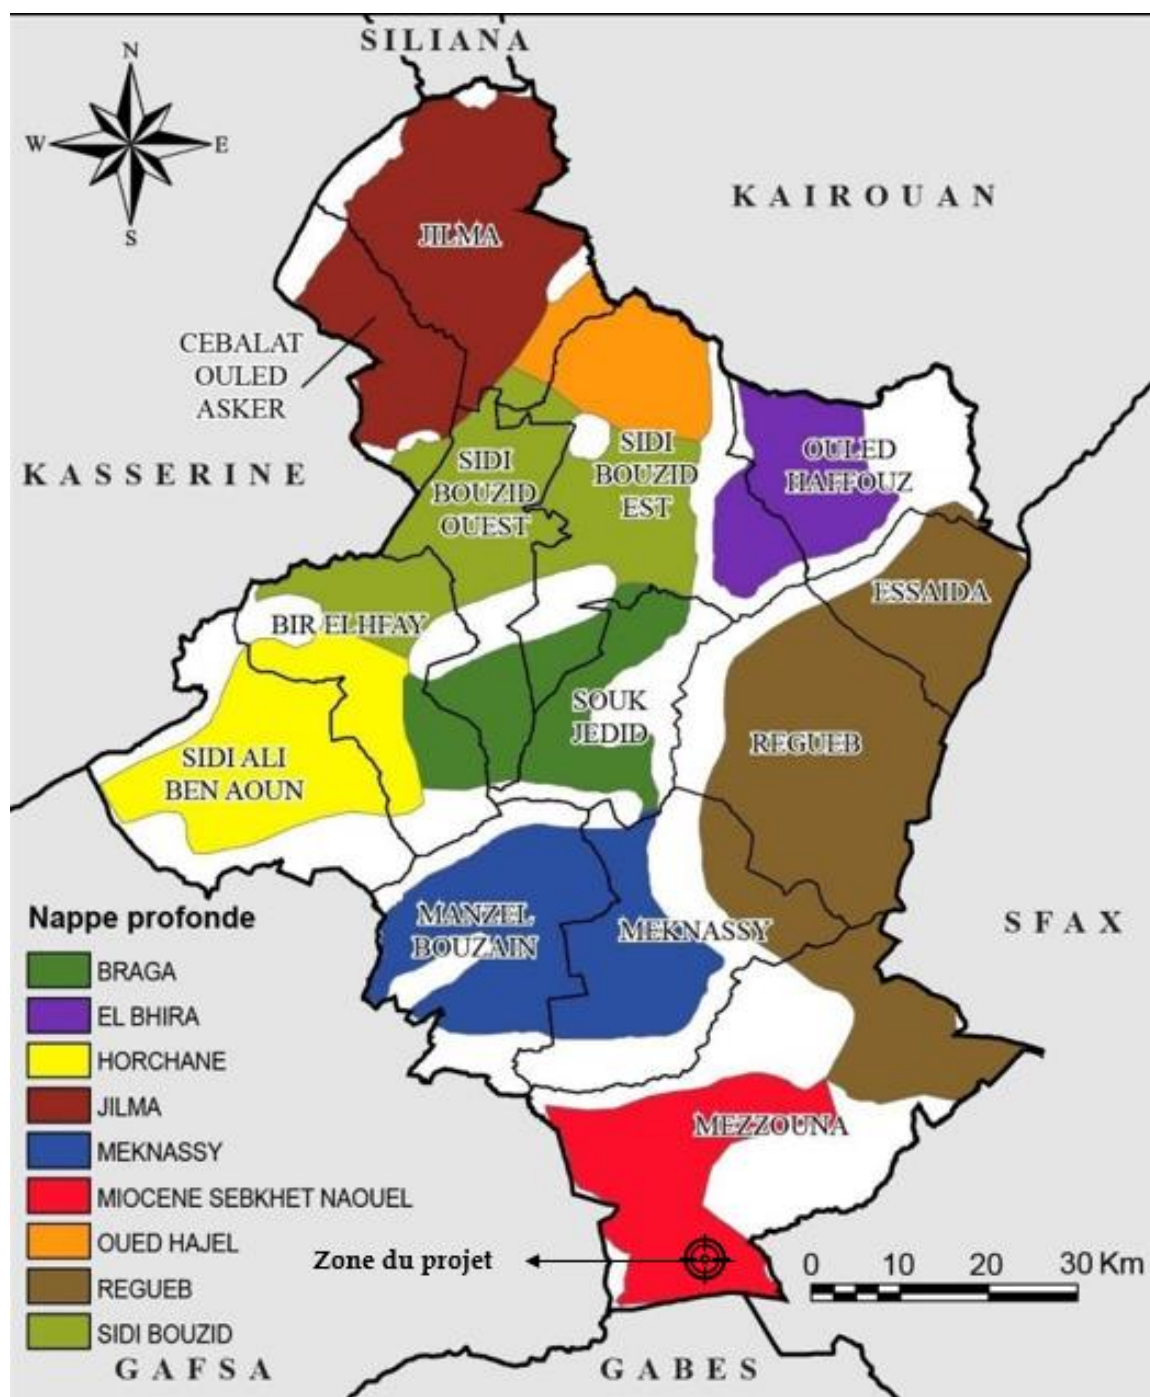 SILIANA
N
W
E
S
KAIROUAN
JILMA
CEBALAT
OULED
ASKER
KASSERINE
SIDI
BOUZID
OUEST
SIDI
BOUZID
EST
OULED
HAFFOUZ
ESSAIDA
BIR ELHFAY
SOUK
JEDID
REGUEB
SIDI ALI
BEN AOUN
MANZEL
BOUZAIN
MEKNASSY
SFAX
MEZZOUNA
Nappe profonde
BRAGA
EL BHIRA
HORCHANE
JILMA
MEKNASSY
MIOCENE SEBKHET NAOUEL
OUED HAJEL
REGUEB
SIDI BOUZID
Zone du projet
0 10 20 30 Km
GAFSA
GABES